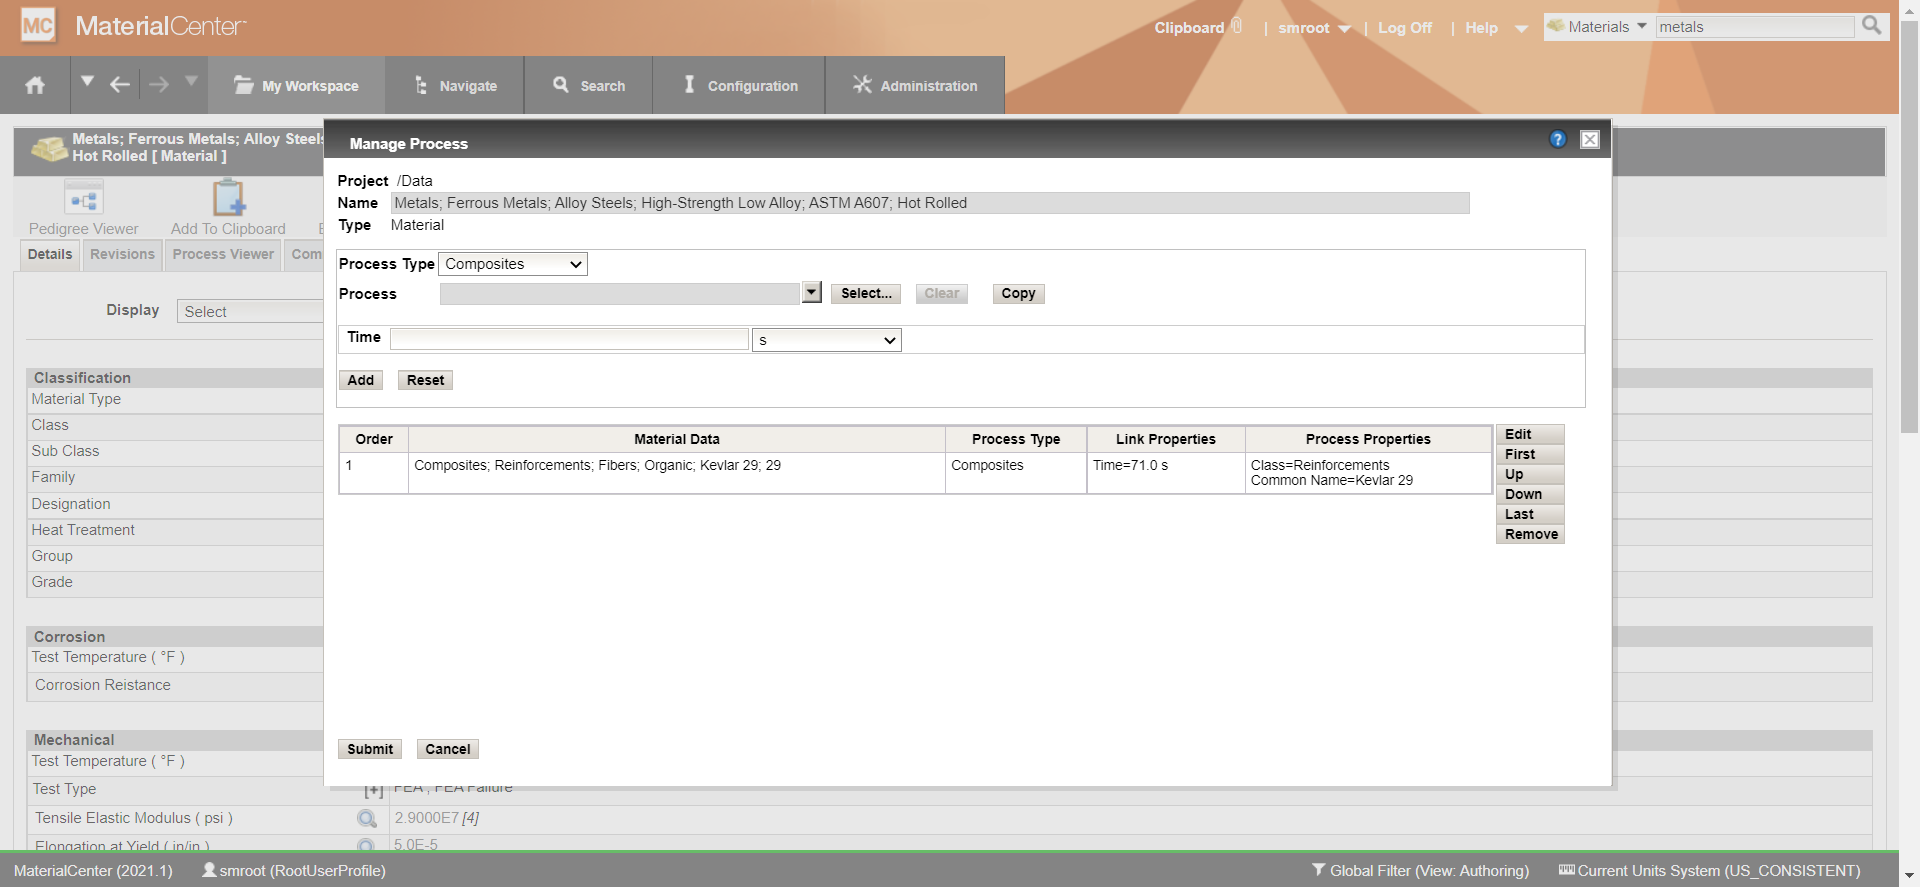 MC MaterialCenter
Clipboard | smroot | Log Off | Help Materials metals
My Workspace Navigate Search Configuration Administration
Metals; Ferrous Metals; Alloy Steels
Hot Rolled [ Material ]
Pedigree Viewer Add To Clipboard
Details Revisions Process Viewer Com
Display Select
Classification
Material Type
Class
Sub Class
Family
Designation
Heat Treatment
Group
Grade
Corrosion
Test Temperature ( °F )
Corrosion Reistance
Mechanical
Test Temperature ( °F )
Test Type [+] FEA , FEA Failure
Tensile Elastic Modulus ( psi ) 2.9000E7 [4]
Elongation at Yield ( in/in ) 5.0E-5
Manage Process ?
Project /Data
Name Metals; Ferrous Metals; Alloy Steels; High-Strength Low Alloy; ASTM A607; Hot Rolled
Type Material
Process Type Composites
Process Select... Clear Copy
Time s
Add Reset
Order Material Data Process Type Link Properties Process Properties
1 Composites; Reinforcements; Fibers; Organic; Kevlar 29; 29 Composites Time=71.0 s Class=Reinforcements
Common Name=Kevlar 29
Edit
First
Up
Down
Last
Remove
Submit Cancel
MaterialCenter (2021.1) smroot (RootUserProfile) Global Filter (View: Authoring) Current Units System (US_CONSISTENT)